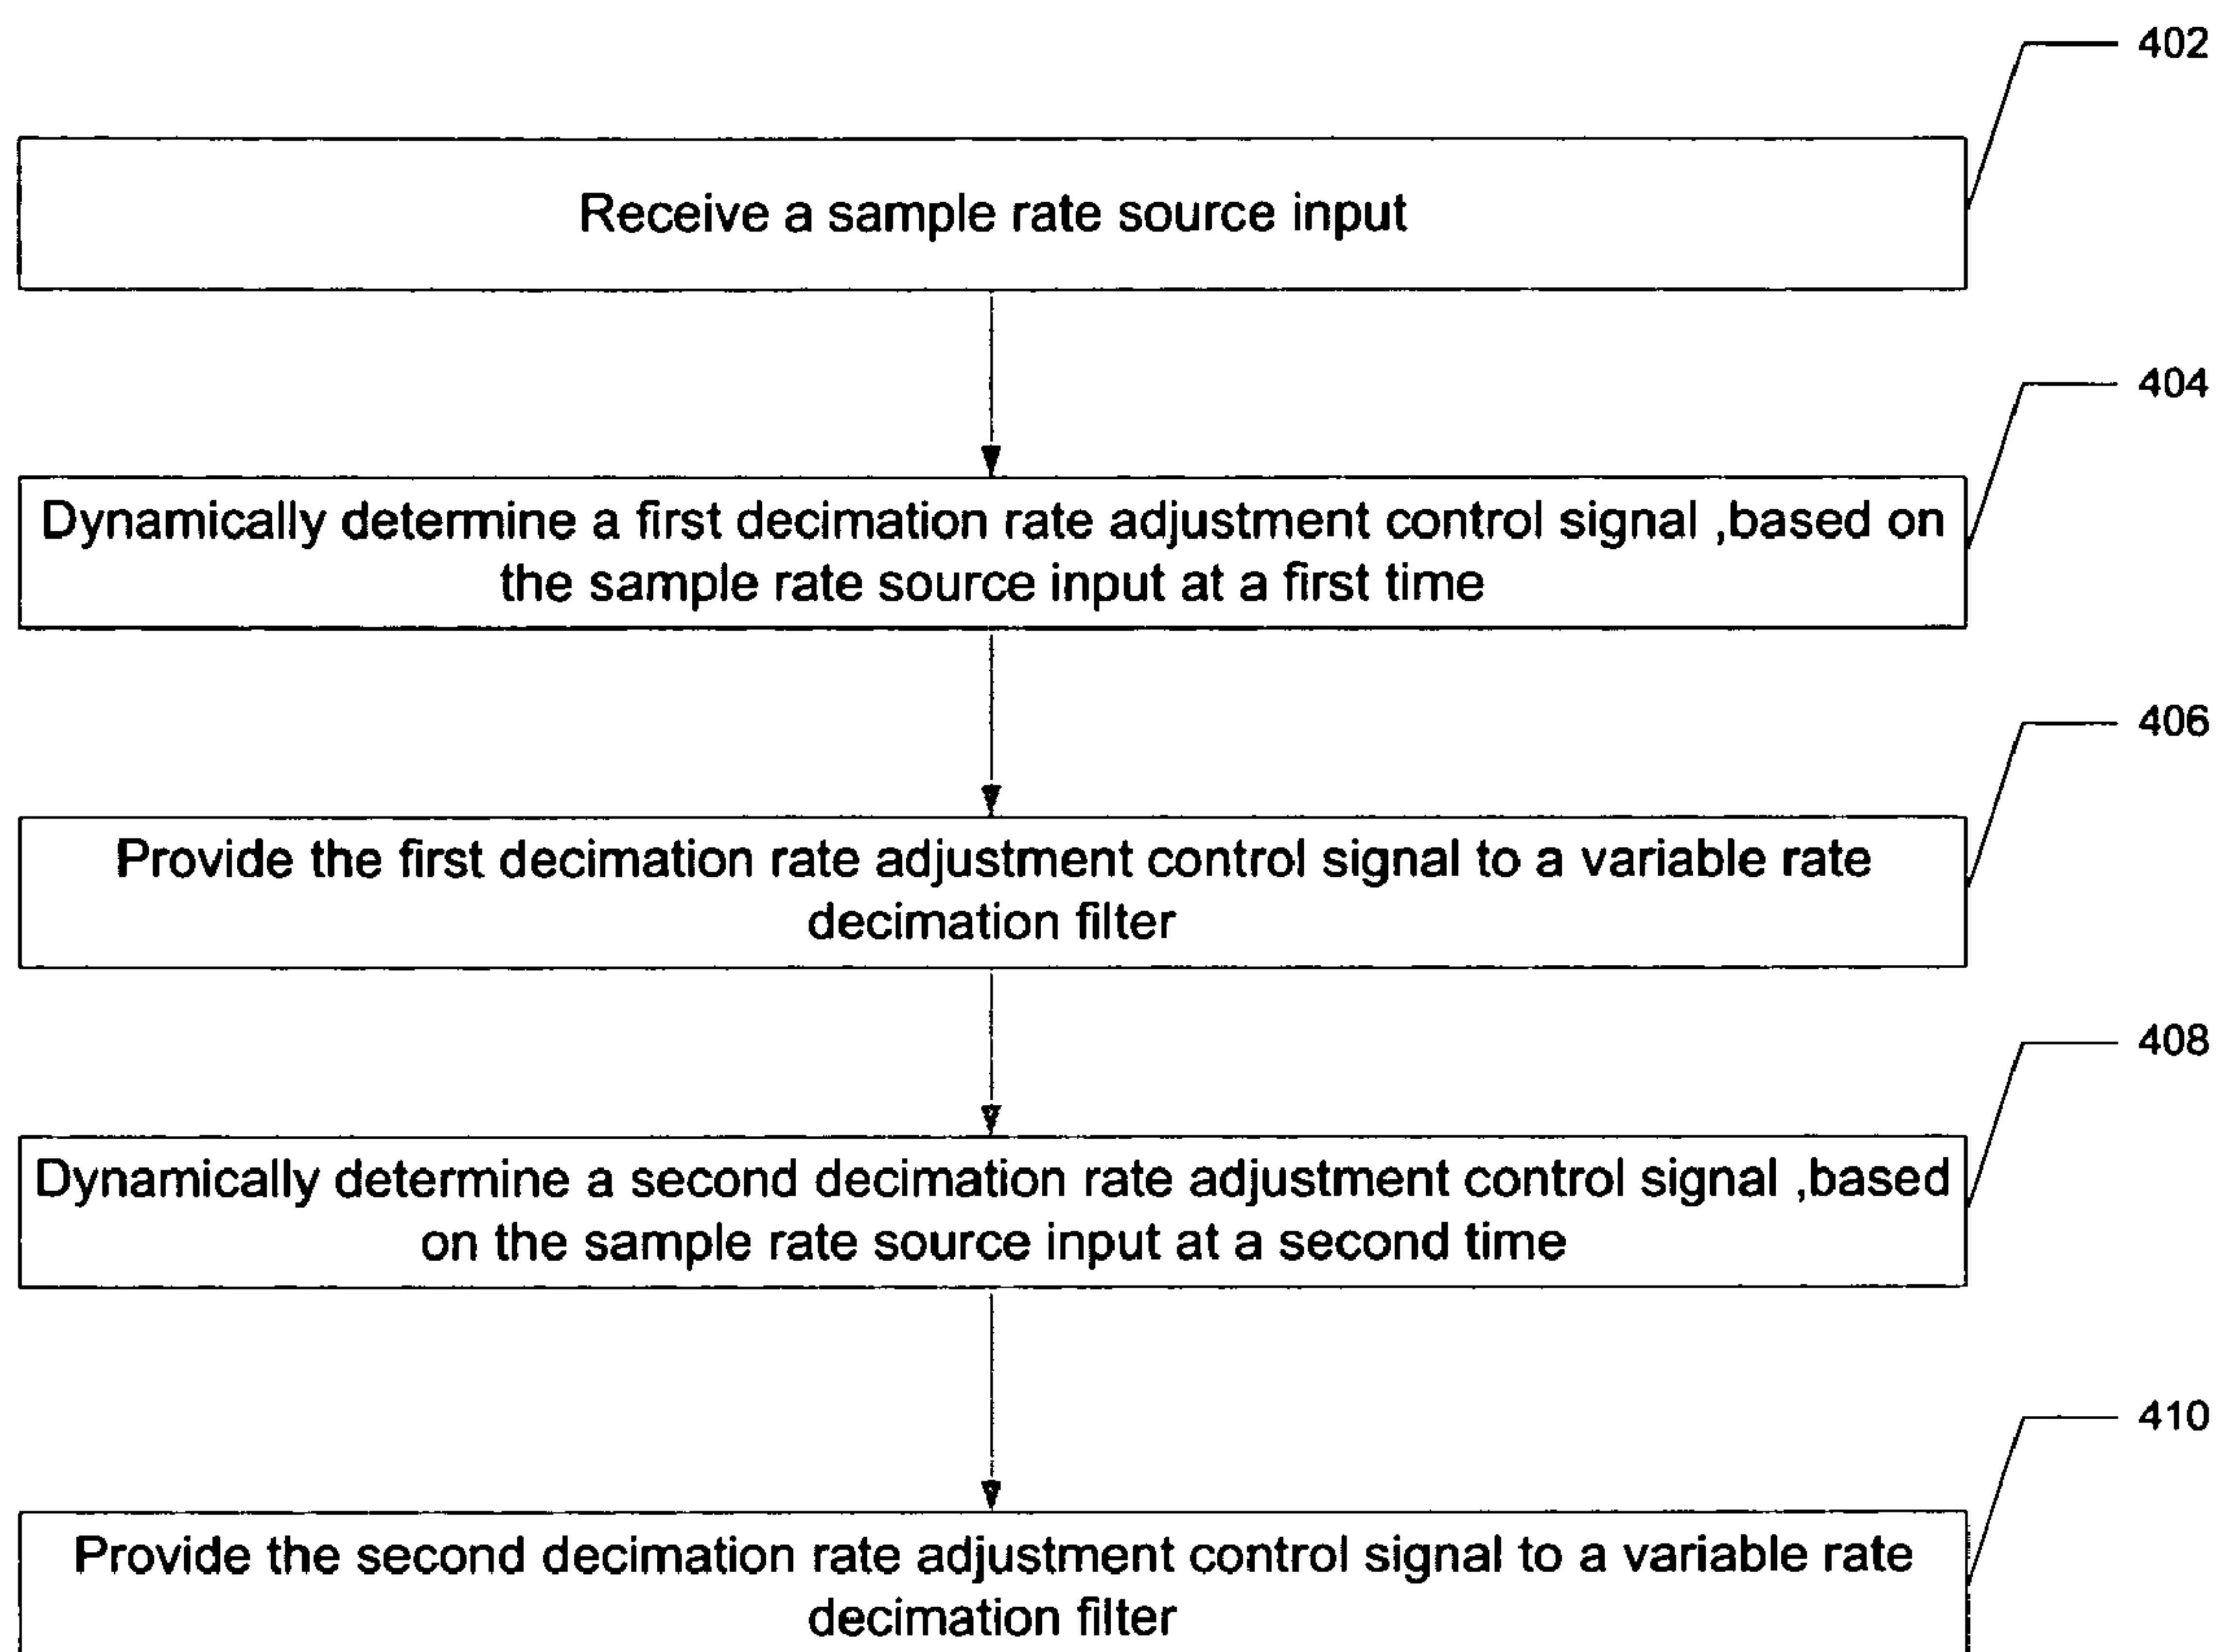 402
Receive a sample rate source input
404
Dynamically determine a first decimation rate adjustment control signal ,based on
the sample rate source input at a first time
406
Provide the first decimation rate adjustment control signal to a variable rate
decimation filter
408
Dynamically determine a second decimation rate adjustment control signal ,based
on the sample rate source input at a second time
410
Provide the second decimation rate adjustment control signal to a variable rate
decimation filter